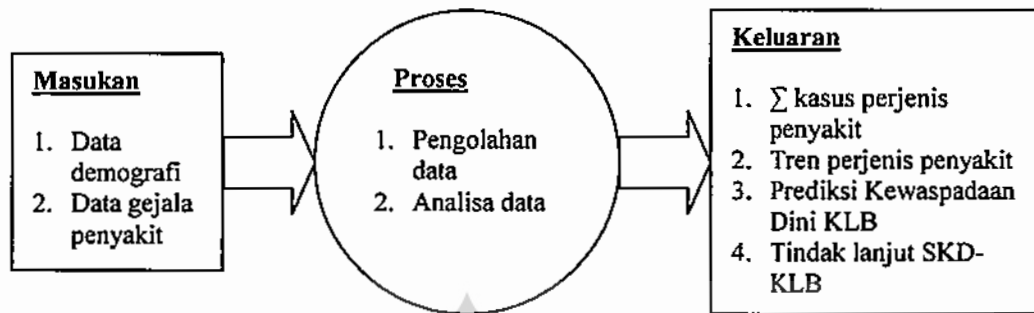 Masukan
1. Data
demografi
2. Data gejala
penyakit
Proses
1. Pengolahan
data
2. Analisa data
Keluaran
1. ∑ kasus perjenis
penyakit
2. Tren perjenis penyakit
3. Prediksi Kewaspadaan
Dini KLB
4. Tindak lanjut SKD-
KLB